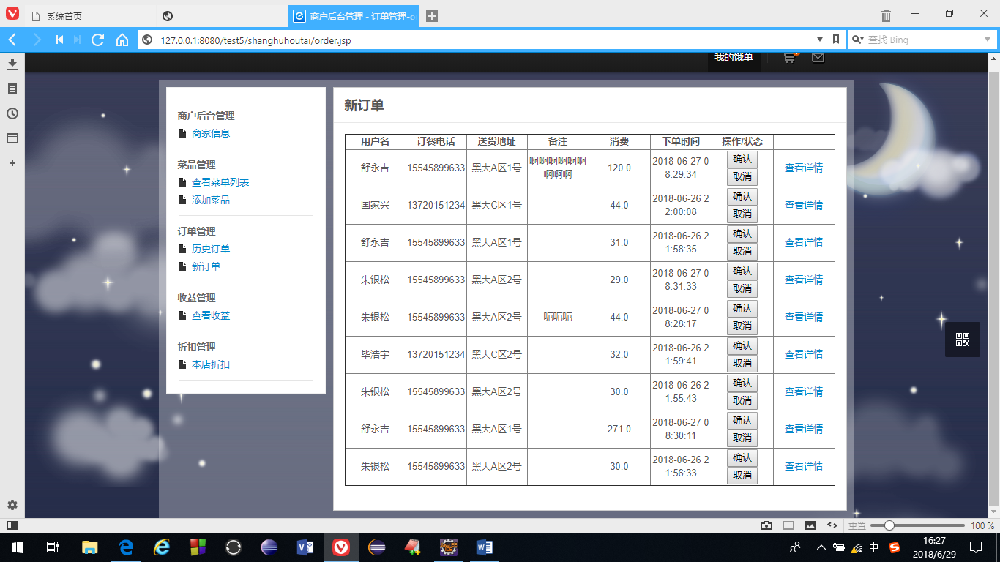 系统首页
商户后台管理 - 订单管理-o
127.0.0.1:8080/test5/shanghuhoutai/order.jsp
查找 Bing
我的饿单
商户后台管理
商家信息
菜品管理
查看菜单列表
添加菜品
订单管理
历史订单
新订单
收益管理
查看收益
折扣管理
本店折扣
新订单
用户名 订餐电话 送货地址 备注 消费 下单时间 操作/状态
舒永吉 15545899633 黑大A区1号 啊啊啊啊啊啊啊啊啊 120.0 2018-06-27 08:29:34 确认 取消 查看详情
国家兴 13720151234 黑大C区1号 44.0 2018-06-26 22:00:08 确认 取消 查看详情
舒永吉 15545899633 黑大A区1号 31.0 2018-06-26 21:58:35 确认 取消 查看详情
朱银松 15545899633 黑大A区2号 29.0 2018-06-27 08:31:33 确认 取消 查看详情
朱银松 15545899633 黑大A区2号 呃呃呃 44.0 2018-06-27 08:28:17 确认 取消 查看详情
毕浩宇 13720151234 黑大C区2号 32.0 2018-06-26 21:59:41 确认 取消 查看详情
朱银松 15545899633 黑大A区2号 30.0 2018-06-26 21:55:43 确认 取消 查看详情
舒永吉 15545899633 黑大A区1号 271.0 2018-06-27 08:30:11 确认 取消 查看详情
朱银松 15545899633 黑大A区2号 30.0 2018-06-26 21:56:33 确认 取消 查看详情
重置 100 %
中
16:27
2018/6/29